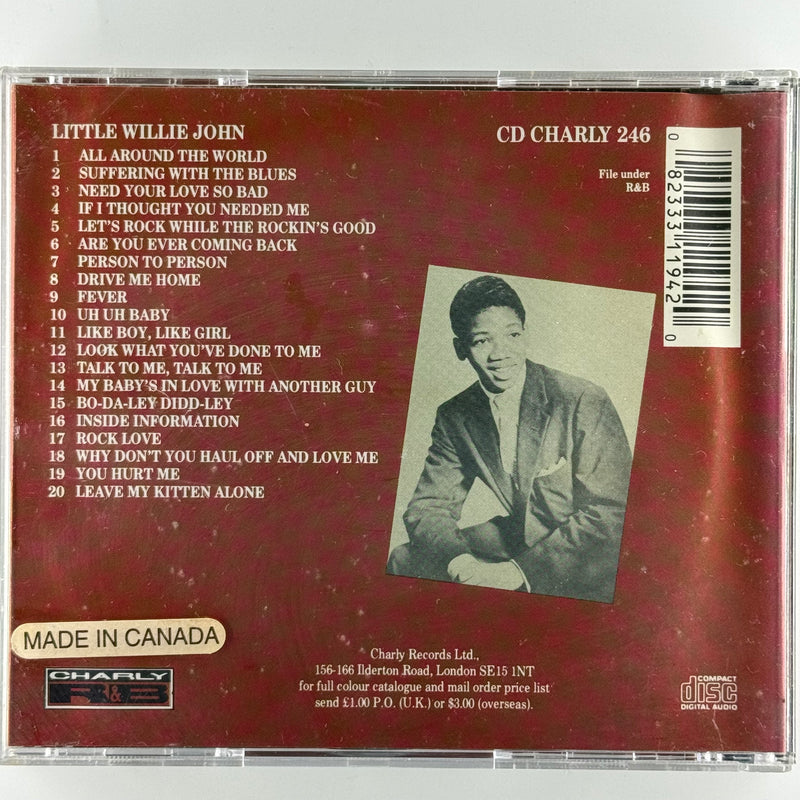 LITTLE WILLIE JOHN
1 ALL AROUND THE WORLD
2 SUFFERING WITH THE BLUES
3 NEED YOUR LOVE SO BAD
4 IF I THOUGHT YOU NEEDED ME
5 LET'S ROCK WHILE THE ROCKIN'S GOOD
6 ARE YOU EVER COMING BACK
7 PERSON TO PERSON
8 DRIVE ME HOME
9 FEVER
10 UH UH BABY
11 LIKE BOY, LIKE GIRL
12 LOOK WHAT YOU'VE DONE TO ME
13 TALK TO ME, TALK TO ME
14 MY BABY'S IN LOVE WITH ANOTHER GUY
15 BO-DA-LEY DIDD-LEY
16 INSIDE INFORMATION
17 ROCK LOVE
18 WHY DON'T YOU HAUL OFF AND LOVE ME
19 YOU HURT ME
20 LEAVE MY KITTEN ALONE
CD CHARLY 246
File under
R&B
0 82333 11942 0
MADE IN CANADA
CHARLY
R&B
Charly Records Ltd.,
156-166 Ilderton Road, London SE15 1NT
for full colour catalogue and mail order price list
send £1.00 P.O. (U.K.) or $3.00 (overseas).
COMPACT
disc
DIGITAL AUDIO